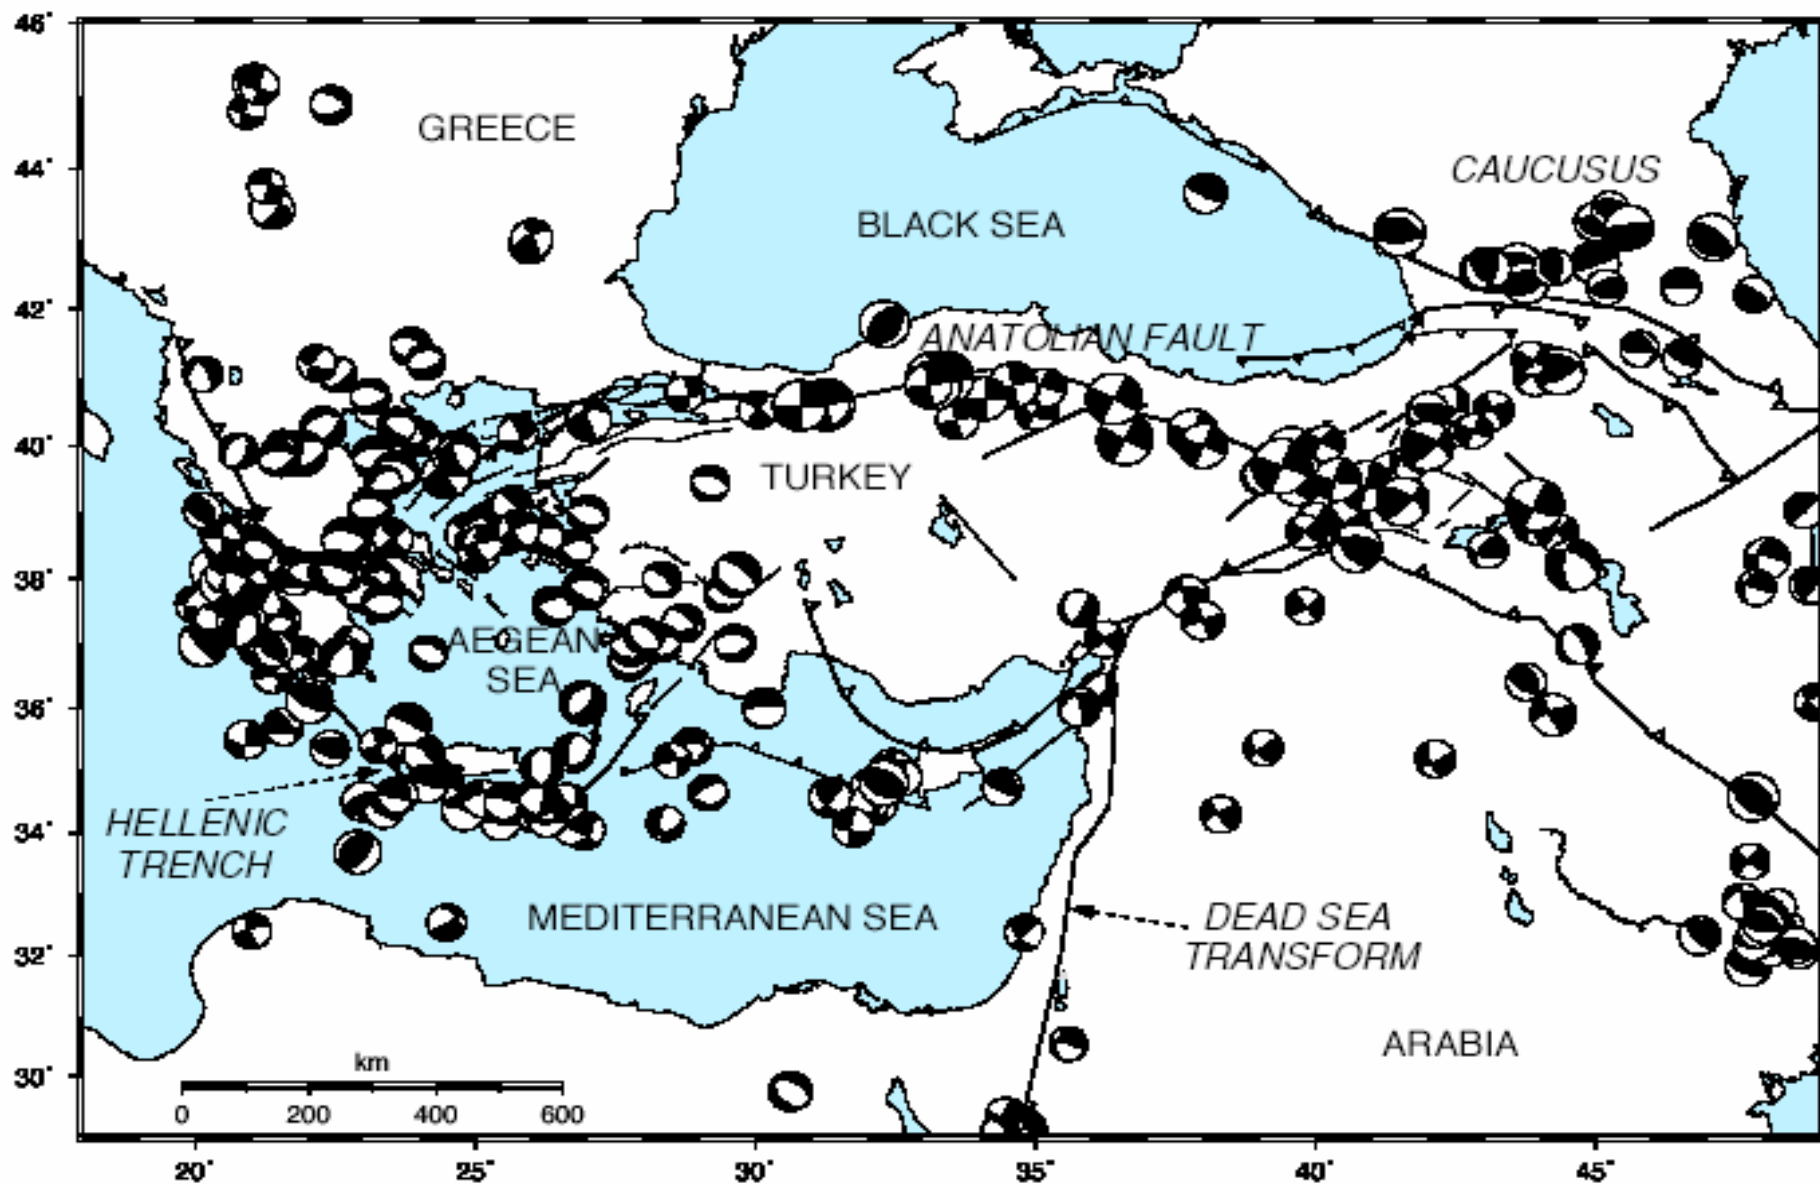 46°
GREECE
44°
CAUCUSUS
BLACK SEA
42°
ANATOLIAN FAULT
40°
TURKEY
38°
AEGEAN
SEA
36°
HELLENIC
TRENCH
34°
MEDITERRANEAN SEA
DEAD SEA
TRANSFORM
32°
ARABIA
km
30°
0 200 400 600
20° 25° 30° 35° 40° 45°